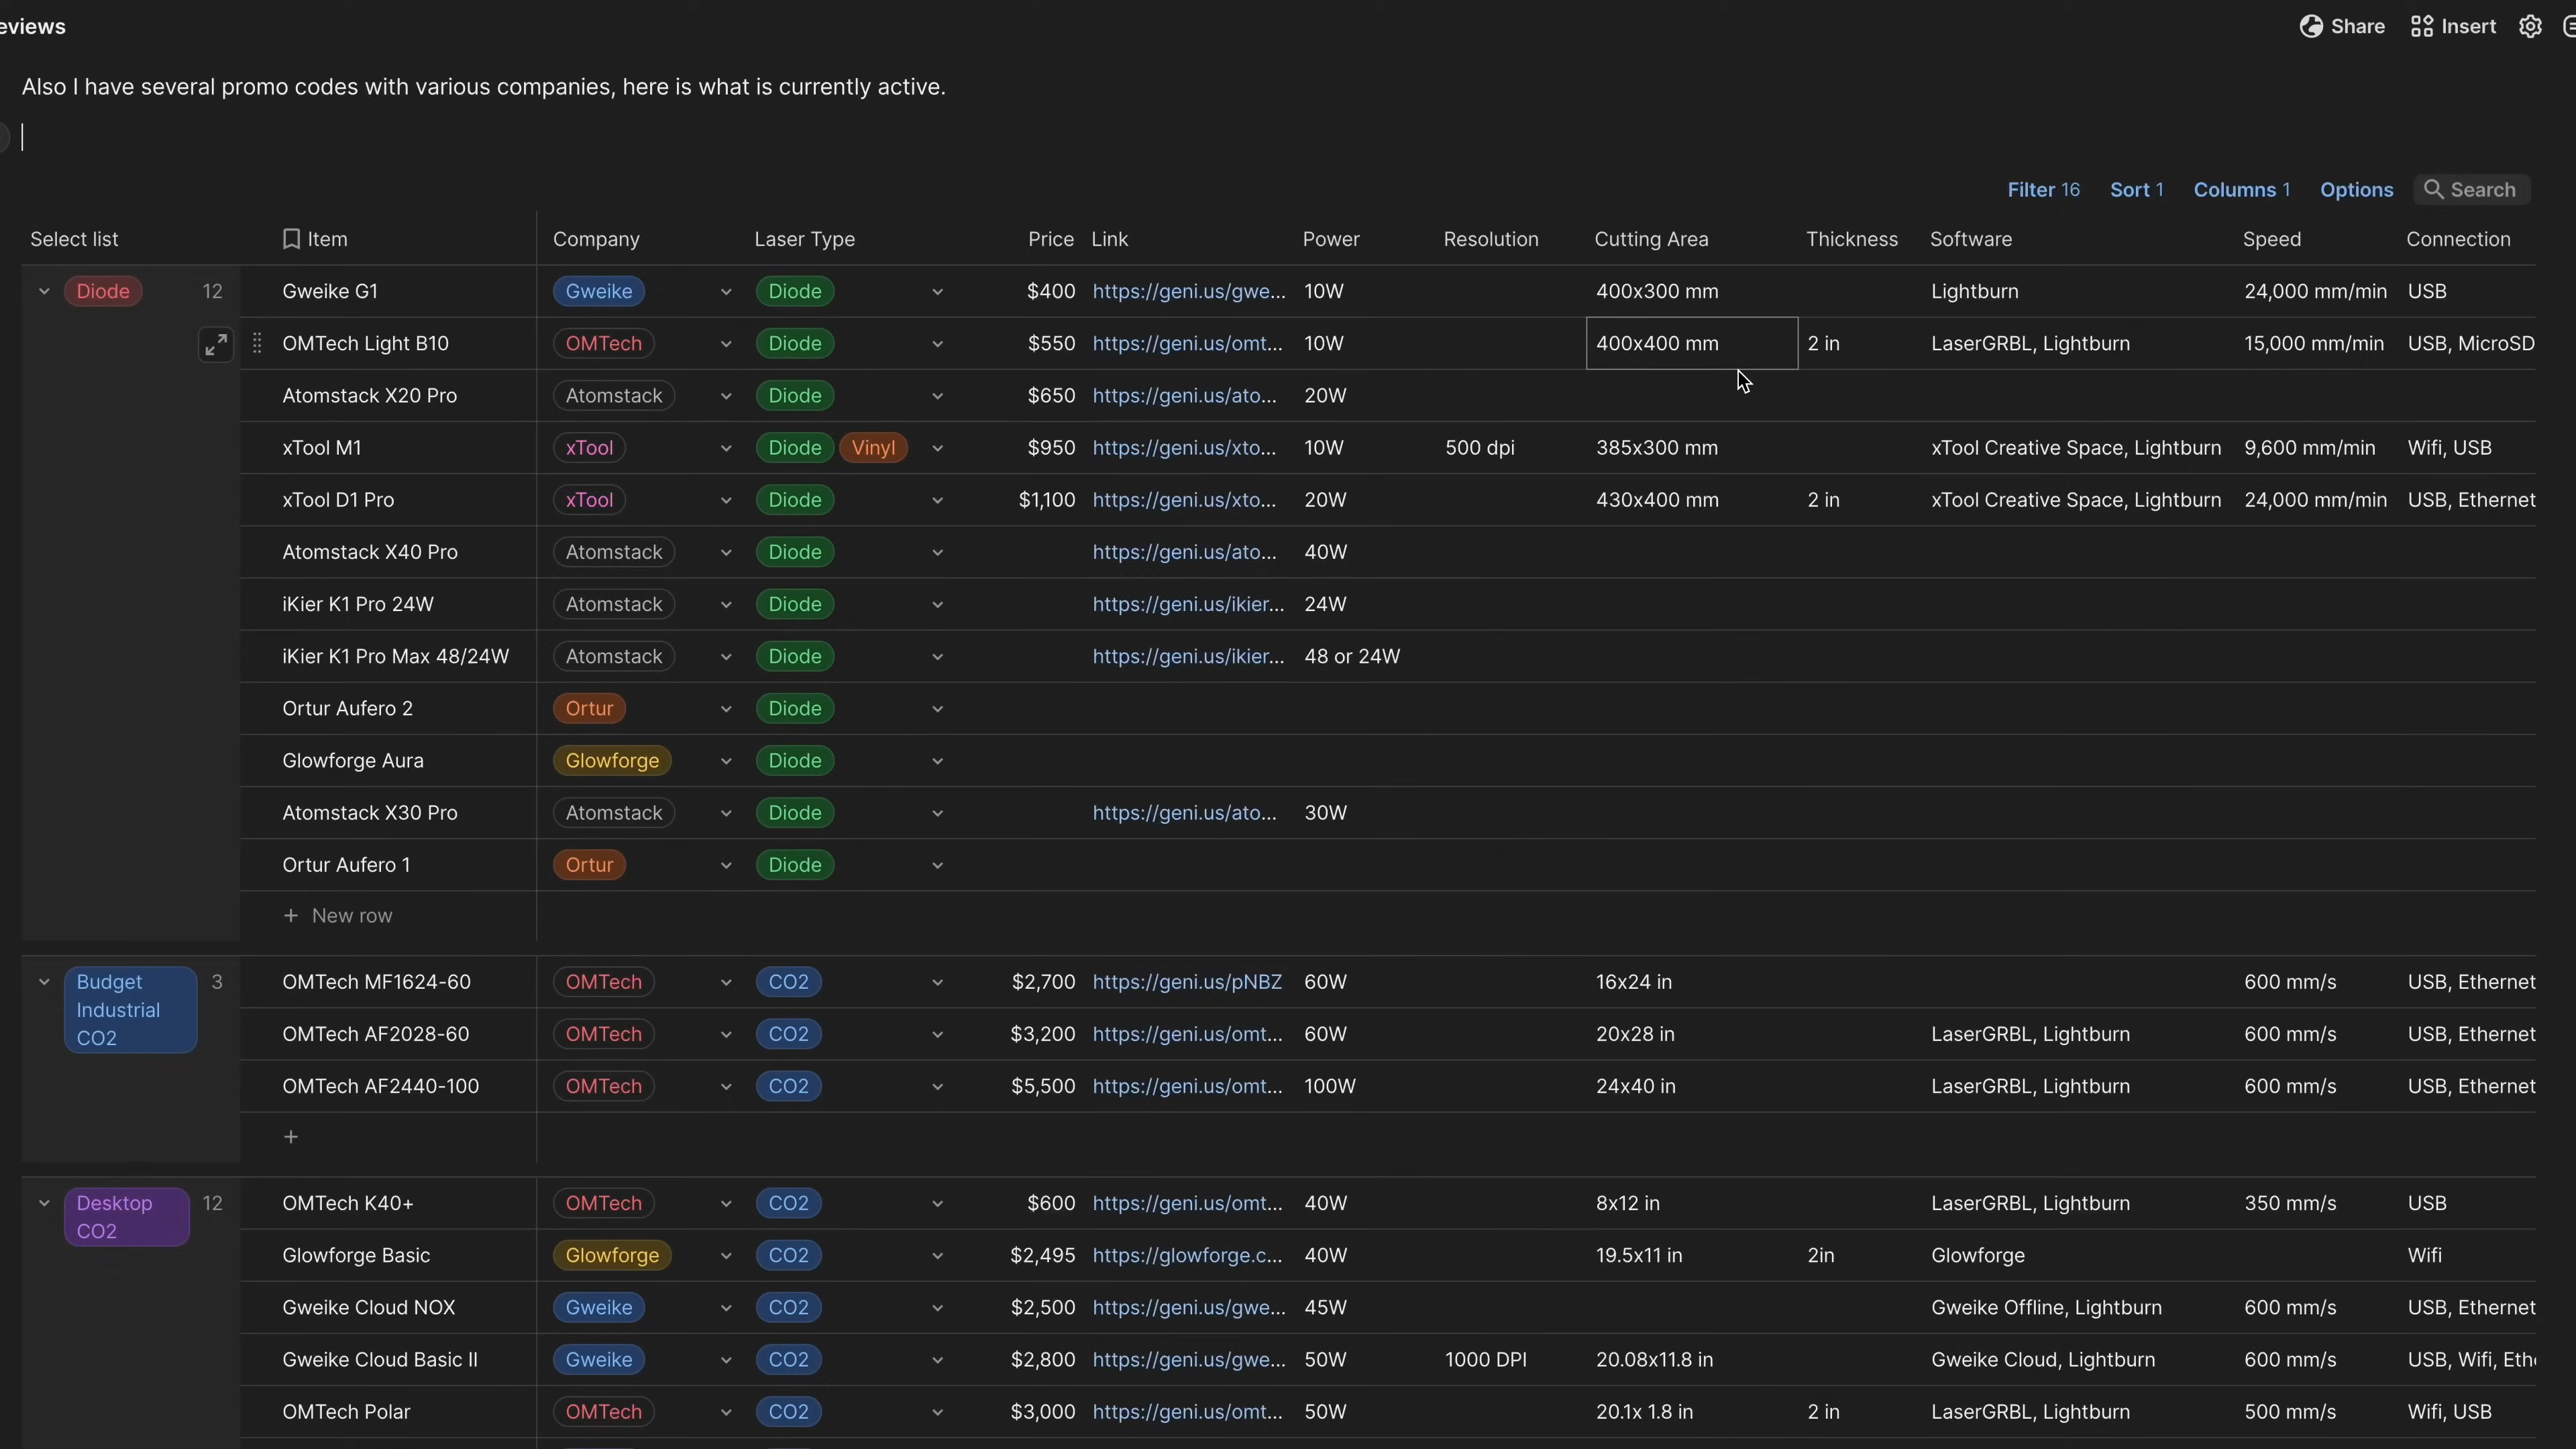 eviews
Share Insert
Also I have several promo codes with various companies, here is what is currently active.
Filter 16 Sort 1 Columns 1 Options Search
Select list Item Company Laser Type Price Link Power Resolution Cutting Area Thickness Software Speed Connection
Diode 12 Gweike G1 Gweike Diode $400 https://geni.us/gwe... 10W 400x300 mm Lightburn 24,000 mm/min USB
OMTech Light B10 OMTech Diode $550 https://geni.us/omt... 10W 400x400 mm 2 in LaserGRBL, Lightburn 15,000 mm/min USB, MicroSD
Atomstack X20 Pro Atomstack Diode $650 https://geni.us/ato... 20W
xTool M1 xTool Diode Vinyl $950 https://geni.us/xto... 10W 500 dpi 385x300 mm xTool Creative Space, Lightburn 9,600 mm/min Wifi, USB
xTool D1 Pro xTool Diode $1,100 https://geni.us/xto... 20W 430x400 mm 2 in xTool Creative Space, Lightburn 24,000 mm/min USB, Ethernet
Atomstack X40 Pro Atomstack Diode https://geni.us/ato... 40W
iKier K1 Pro 24W Atomstack Diode https://geni.us/ikier... 24W
iKier K1 Pro Max 48/24W Atomstack Diode https://geni.us/ikier... 48 or 24W
Ortur Aufero 2 Ortur Diode
Glowforge Aura Glowforge Diode
Atomstack X30 Pro Atomstack Diode https://geni.us/ato... 30W
Ortur Aufero 1 Ortur Diode
+ New row
Budget Industrial CO2 3 OMTech MF1624-60 OMTech CO2 $2,700 https://geni.us/pNBZ 60W 16x24 in 600 mm/s USB, Ethernet
OMTech AF2028-60 OMTech CO2 $3,200 https://geni.us/omt... 60W 20x28 in LaserGRBL, Lightburn 600 mm/s USB, Ethernet
OMTech AF2440-100 OMTech CO2 $5,500 https://geni.us/omt... 100W 24x40 in LaserGRBL, Lightburn 600 mm/s USB, Ethernet
+
Desktop CO2 12 OMTech K40+ OMTech CO2 $600 https://geni.us/omt... 40W 8x12 in LaserGRBL, Lightburn 350 mm/s USB
Glowforge Basic Glowforge CO2 $2,495 https://glowforge.c... 40W 19.5x11 in 2in Glowforge Wifi
Gweike Cloud NOX Gweike CO2 $2,500 https://geni.us/gwe... 45W Gweike Offline, Lightburn 600 mm/s USB, Ethernet
Gweike Cloud Basic II Gweike CO2 $2,800 https://geni.us/gwe... 50W 1000 DPI 20.08x11.8 in Gweike Cloud, Lightburn 600 mm/s USB, Wifi, Eth
OMTech Polar OMTech CO2 $3,000 https://geni.us/omt... 50W 20.1x 1.8 in 2 in LaserGRBL, Lightburn 500 mm/s Wifi, USB